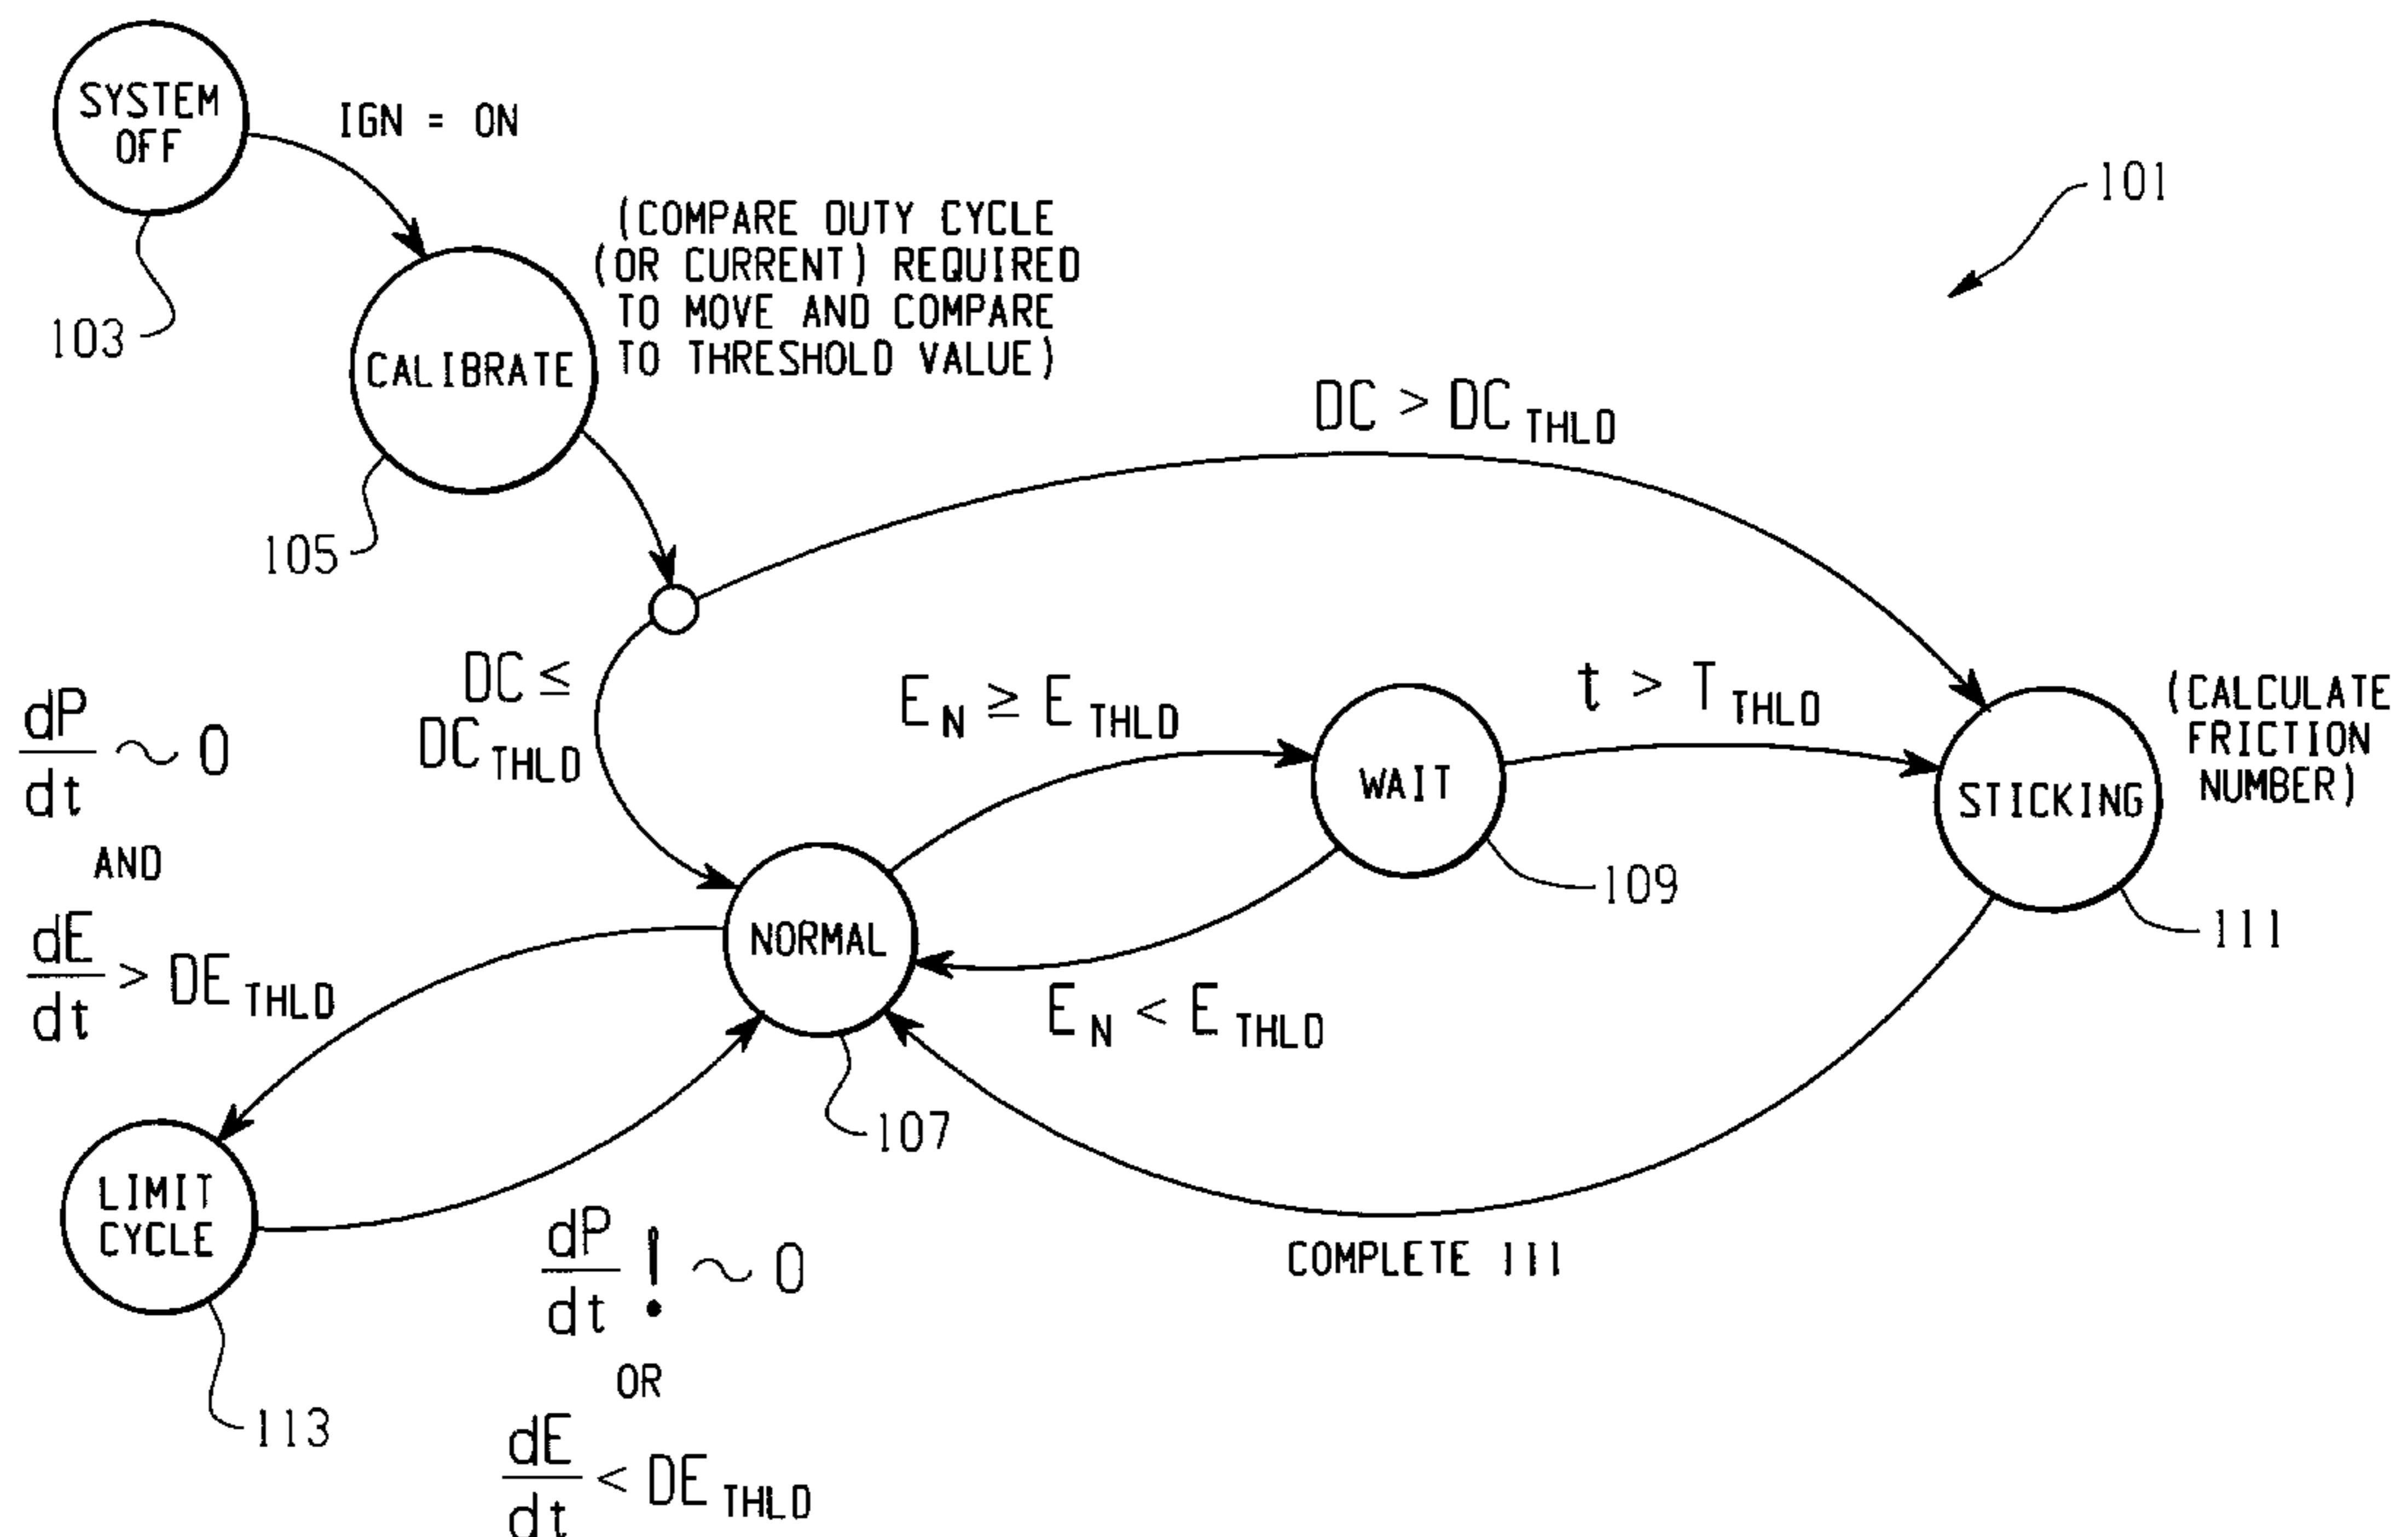 SYSTEM
OFF
IGN = ON
103
(COMPARE DUTY CYCLE
(OR CURRENT) REQUIRED
TO MOVE AND COMPARE
TO THRESHOLD VALUE)
101
CALIBRATE
105
DC > DC THLD
DC ≤
DC THLD
dP
dt
~ 0
AND
dE
dt
> DE THLD
E N ≥ E THLD
WAIT
109
t > T THLD
STICKING
(CALCULATE
FRICTION
NUMBER)
111
NORMAL
107
E N < E THLD
COMPLETE 111
LIMIT
CYCLE
113
dP
dt
! ~ 0
OR
dE
dt
< DE THLD